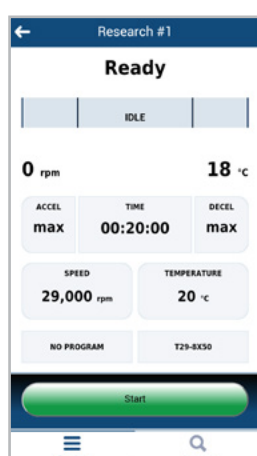 Research #1
Ready
IDLE
0 rpm 18 °C
ACCEL TIME DECEL
max 00:20:00 max
SPEED TEMPERATURE
29,000 rpm 20 °C
NO PROGRAM T29-8X50
Start